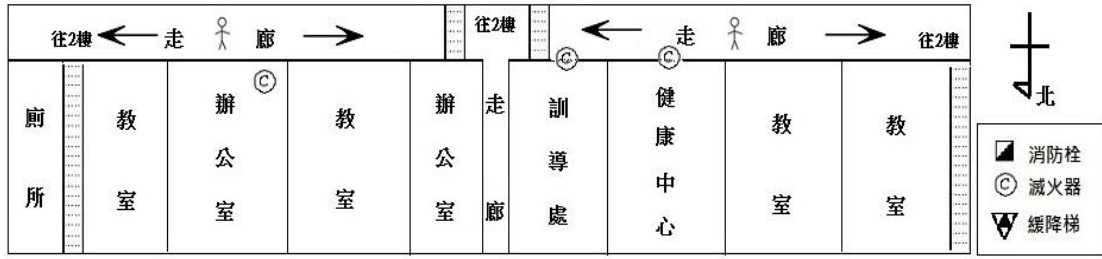 往2樓 走 廊
往2樓
走 廊 往2樓
廁所
教室
辦公室
C
教室
辦公室
走廊
訓導處
C
健康中心
C
教室
教室
北
消防栓
C 滅火器
緩降梯